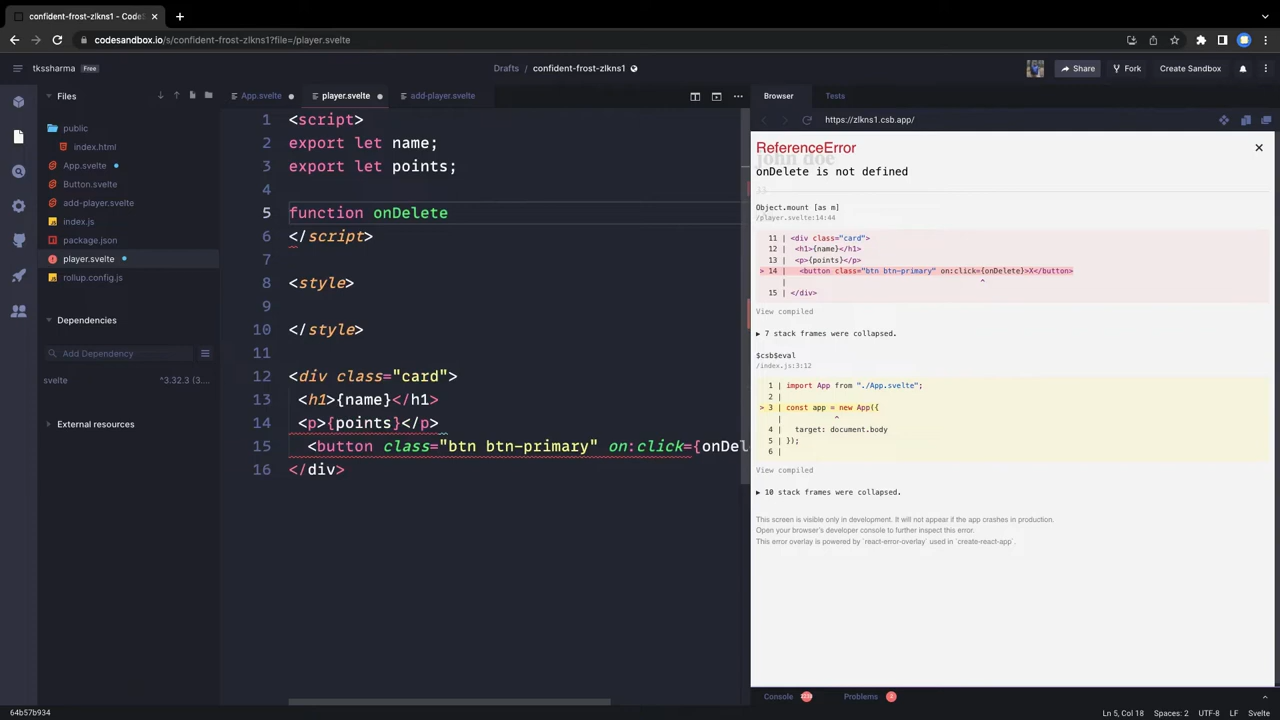 confident-frost-zlkns1 - CodeS
codesandbox.io/s/confident-frost-zlkns1?file=/player.svelte
tkssharma Free
Drafts / confident-frost-zlkns1
Share Fork Create Sandbox
Files
public
index.html
App.svelte
Button.svelte
add-player.svelte
index.js
package.json
player.svelte
rollup.config.js
Dependencies
Add Dependency
svelte ^3.32.3 (3....
External resources
App.svelte player.svelte add-player.svelte
1 <script>
2 export let name;
3 export let points;
4
5 function onDelete
6 </script>
7
8 <style>
9
10 </style>
11
12 <div class="card">
13 <h1>{name}</h1>
14 <p>{points}</p>
15 <button class="btn btn-primary" on:click={onDel
16 </div>
Browser Tests
https://zlkns1.csb.app/
john doe
ReferenceError
onDelete is not defined
Object.mount [as m]
/player.svelte:14:44
11 | <div class="card">
12 | <h1>{name}</h1>
13 | <p>{points}</p>
> 14 | <button class="btn btn-primary" on:click={onDelete}>X</button>
| ^
15 | </div>
View compiled
▶ 7 stack frames were collapsed.
$csb$eval
/index.js:3:12
1 | import App from "./App.svelte";
2 |
> 3 | const app = new App({
| ^
4 | target: document.body
5 | });
6 |
View compiled
▶ 10 stack frames were collapsed.
This screen is visible only in development. It will not appear if the app crashes in production.
Open your browser's developer console to further inspect this error.
This error overlay is powered by `react-error-overlay` used in `create-react-app`.
Console Problems
64b57b934
Ln 5, Col 18 Spaces: 2 UTF-8 LF Svelte